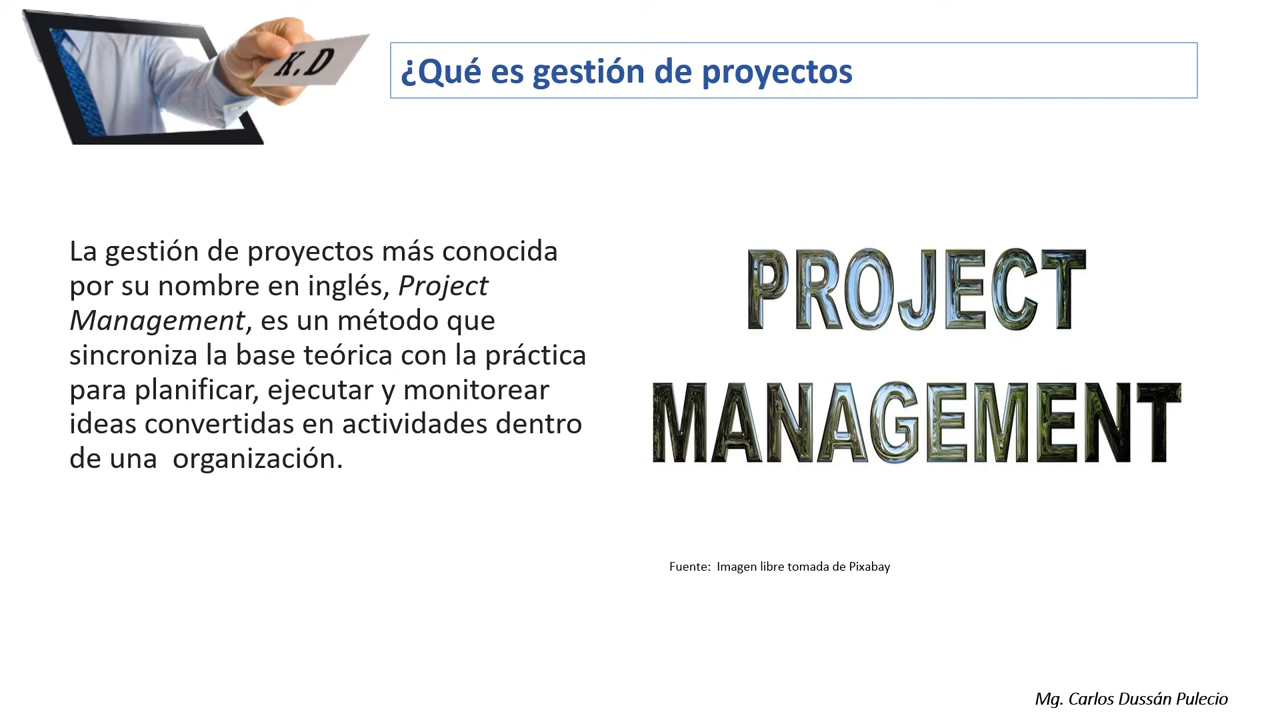 K.D
¿Qué es gestión de proyectos
La gestión de proyectos más conocida
por su nombre en inglés, Project
Management, es un método que
sincroniza la base teórica con la práctica
para planificar, ejecutar y monitorear
ideas convertidas en actividades dentro
de una  organización.
PROJECT
MANAGEMENT
Fuente:  Imagen libre tomada de Pixabay
Mg. Carlos Dussán Pulecio